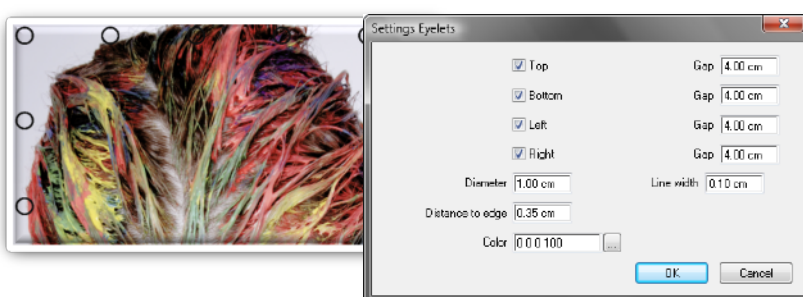 Settings Eyelets
Top Gap 4.00 cm
Bottom Gap 4.00 cm
Left Gap 4.00 cm
Right Gap 4.00 cm
Diameter 1.00 cm Line width 0.10 cm
Distance to edge 0.35 cm
Color 0 0 0 100 ...
OK Cancel